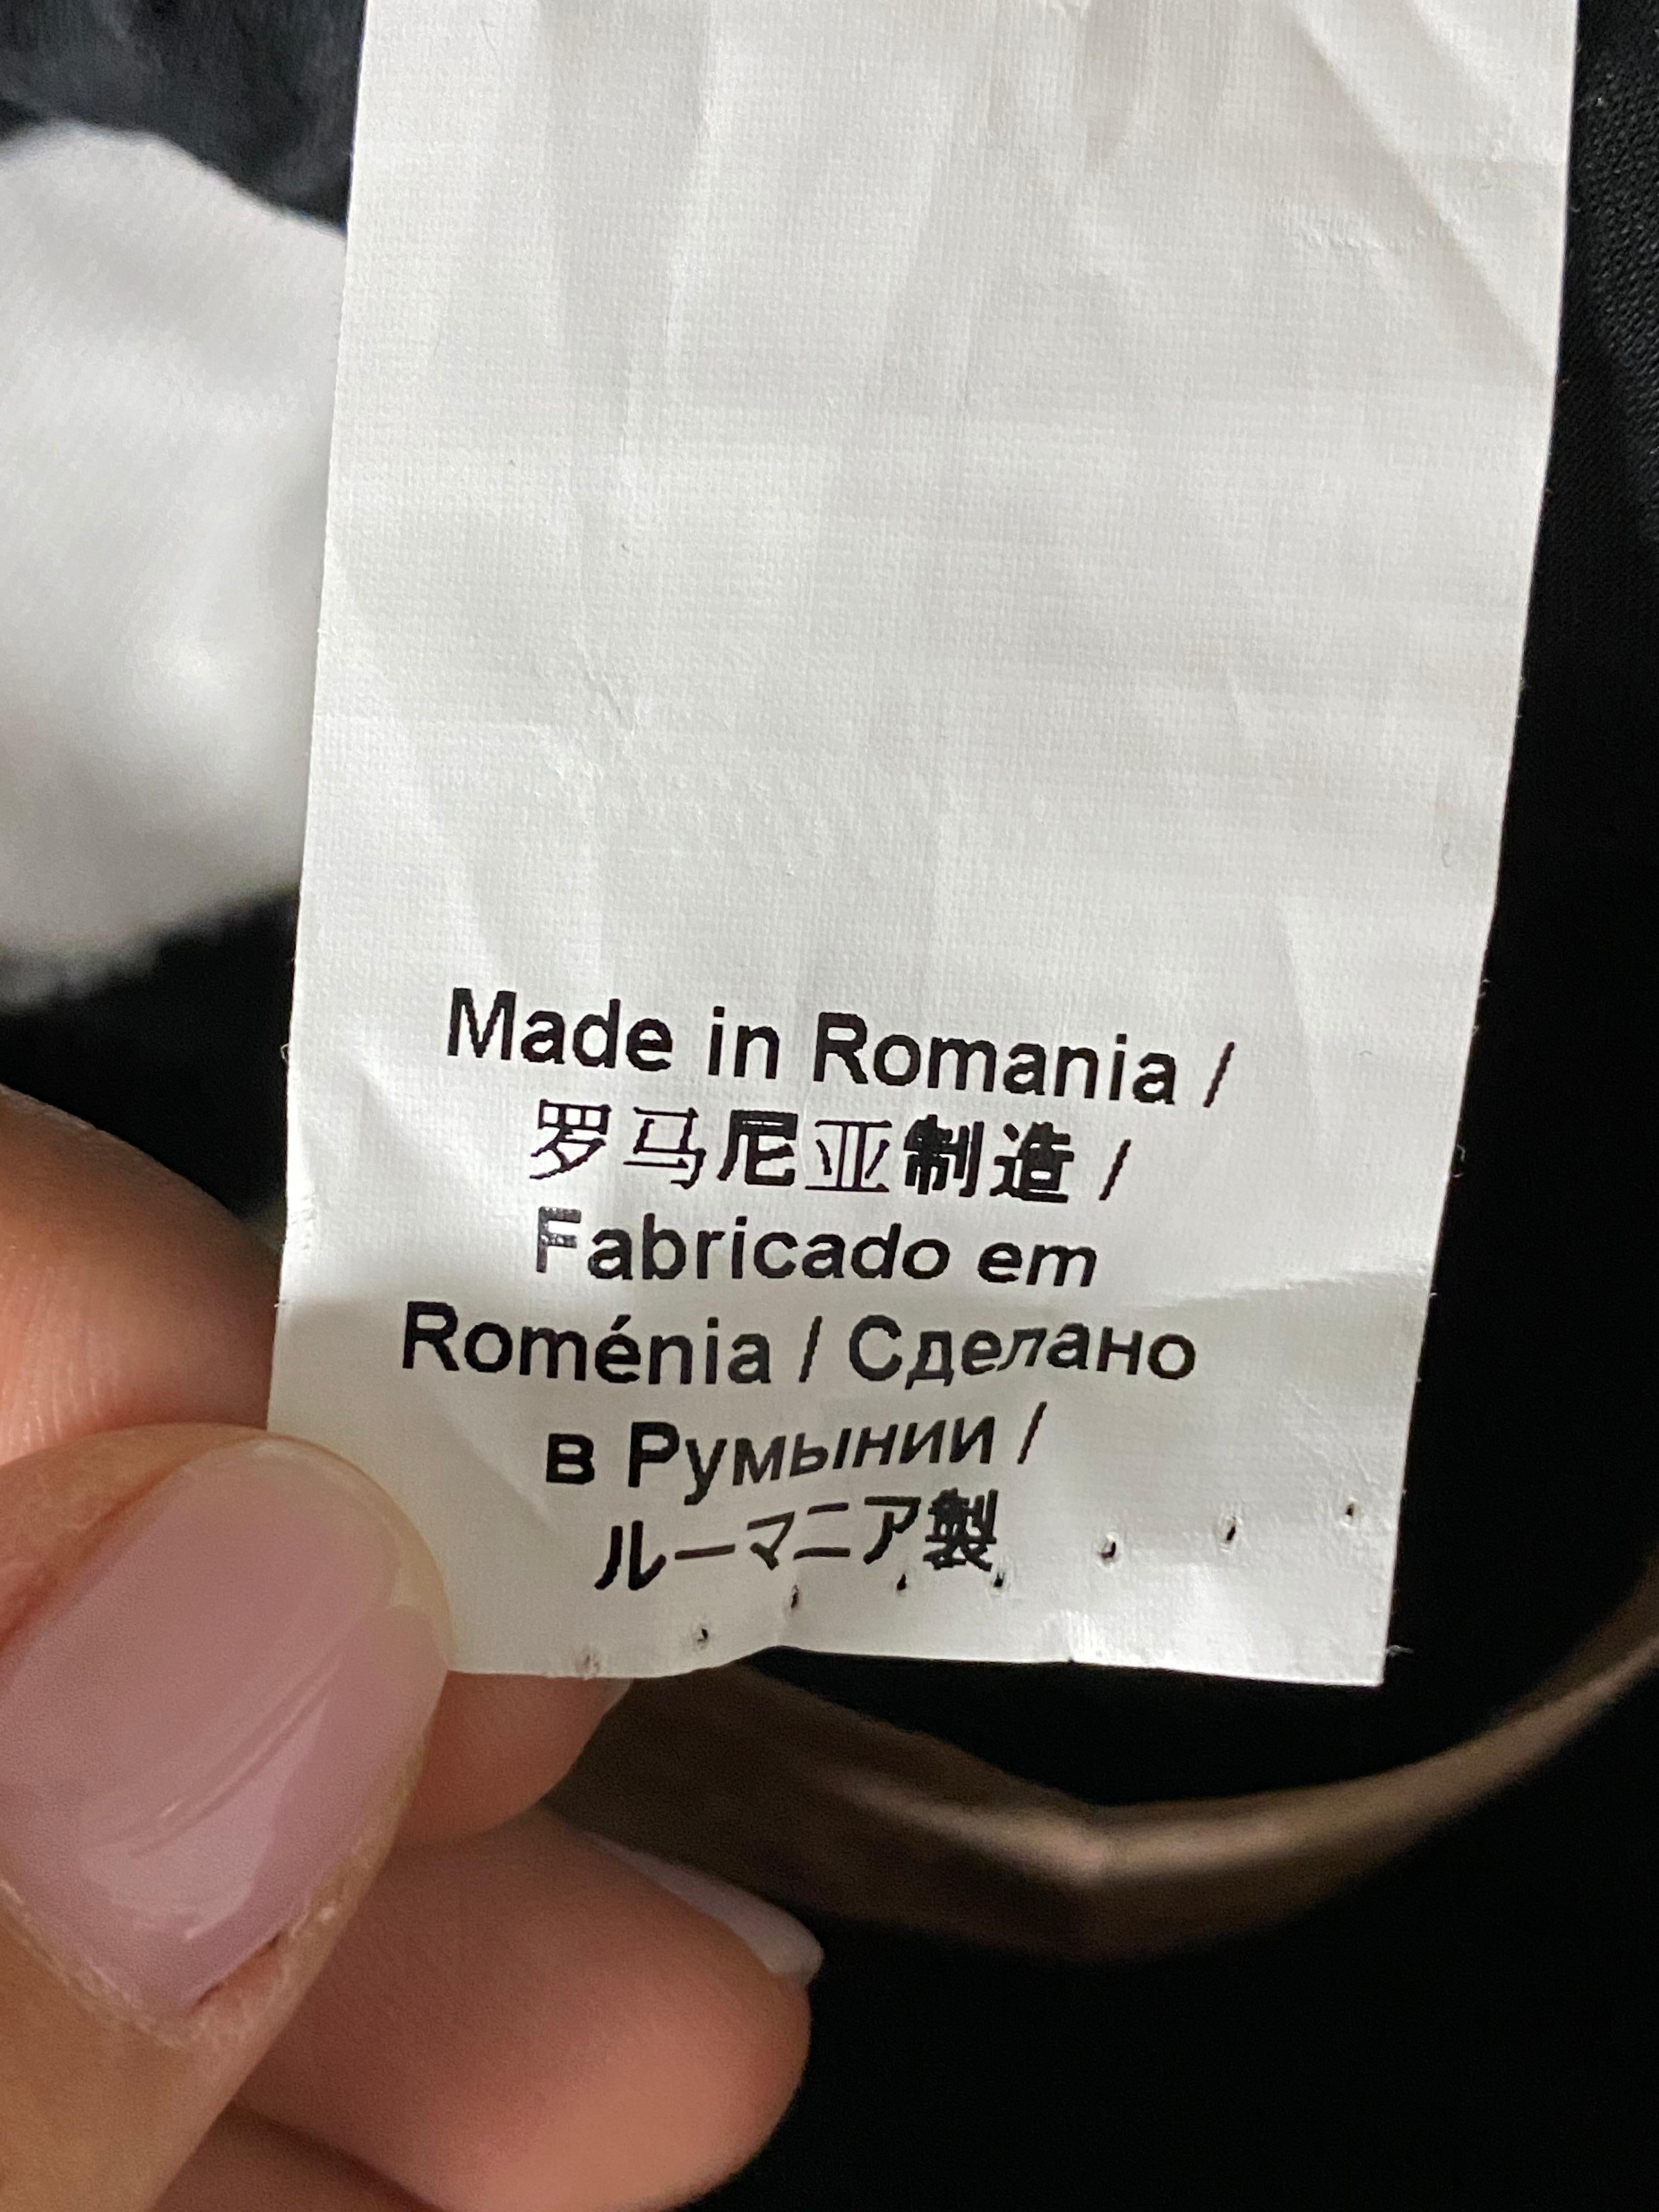 Made in Romania /
罗马尼亚制造 /
Fabricado em
Roménia / Сделано
в Румынии /
ルーマニア製